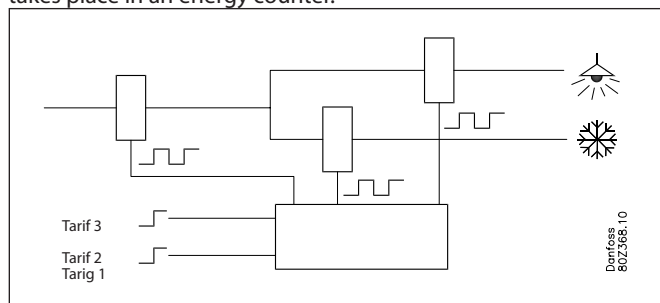 takes place in an energy counter.
Tarif 3
Tarif 2
Tarig 1
Danfoss
80Z368.10